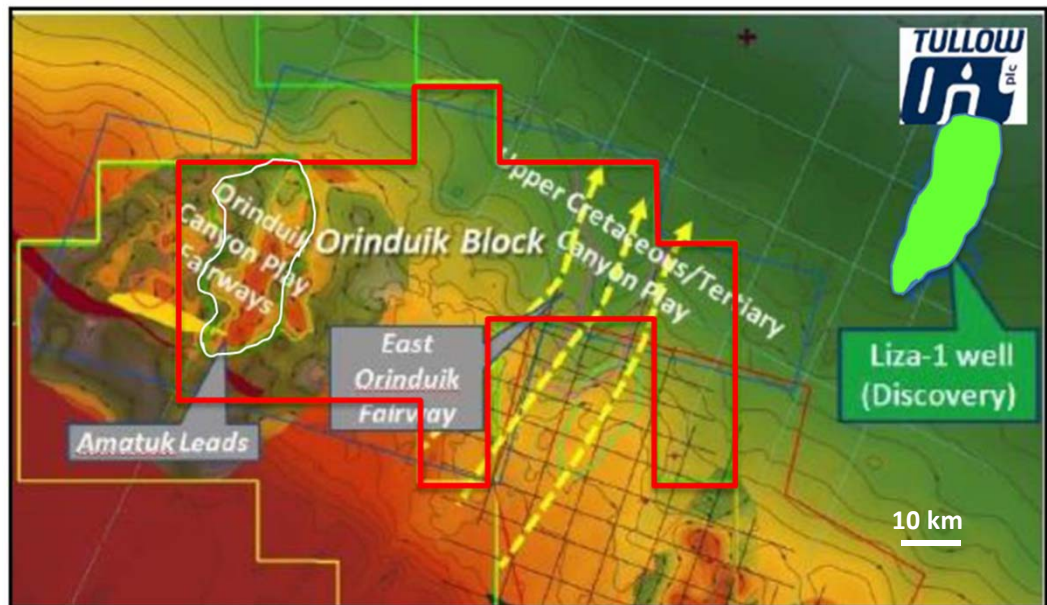 TULLOW
Oil
plc
Orinduik
Canyon Play
Fairways
Orinduik Block
Upper Cretaceous/Tertiary
Canyon Play
East
Orinduik
Fairway
Amatuk Leads
Liza-1 well
(Discovery)
10 km